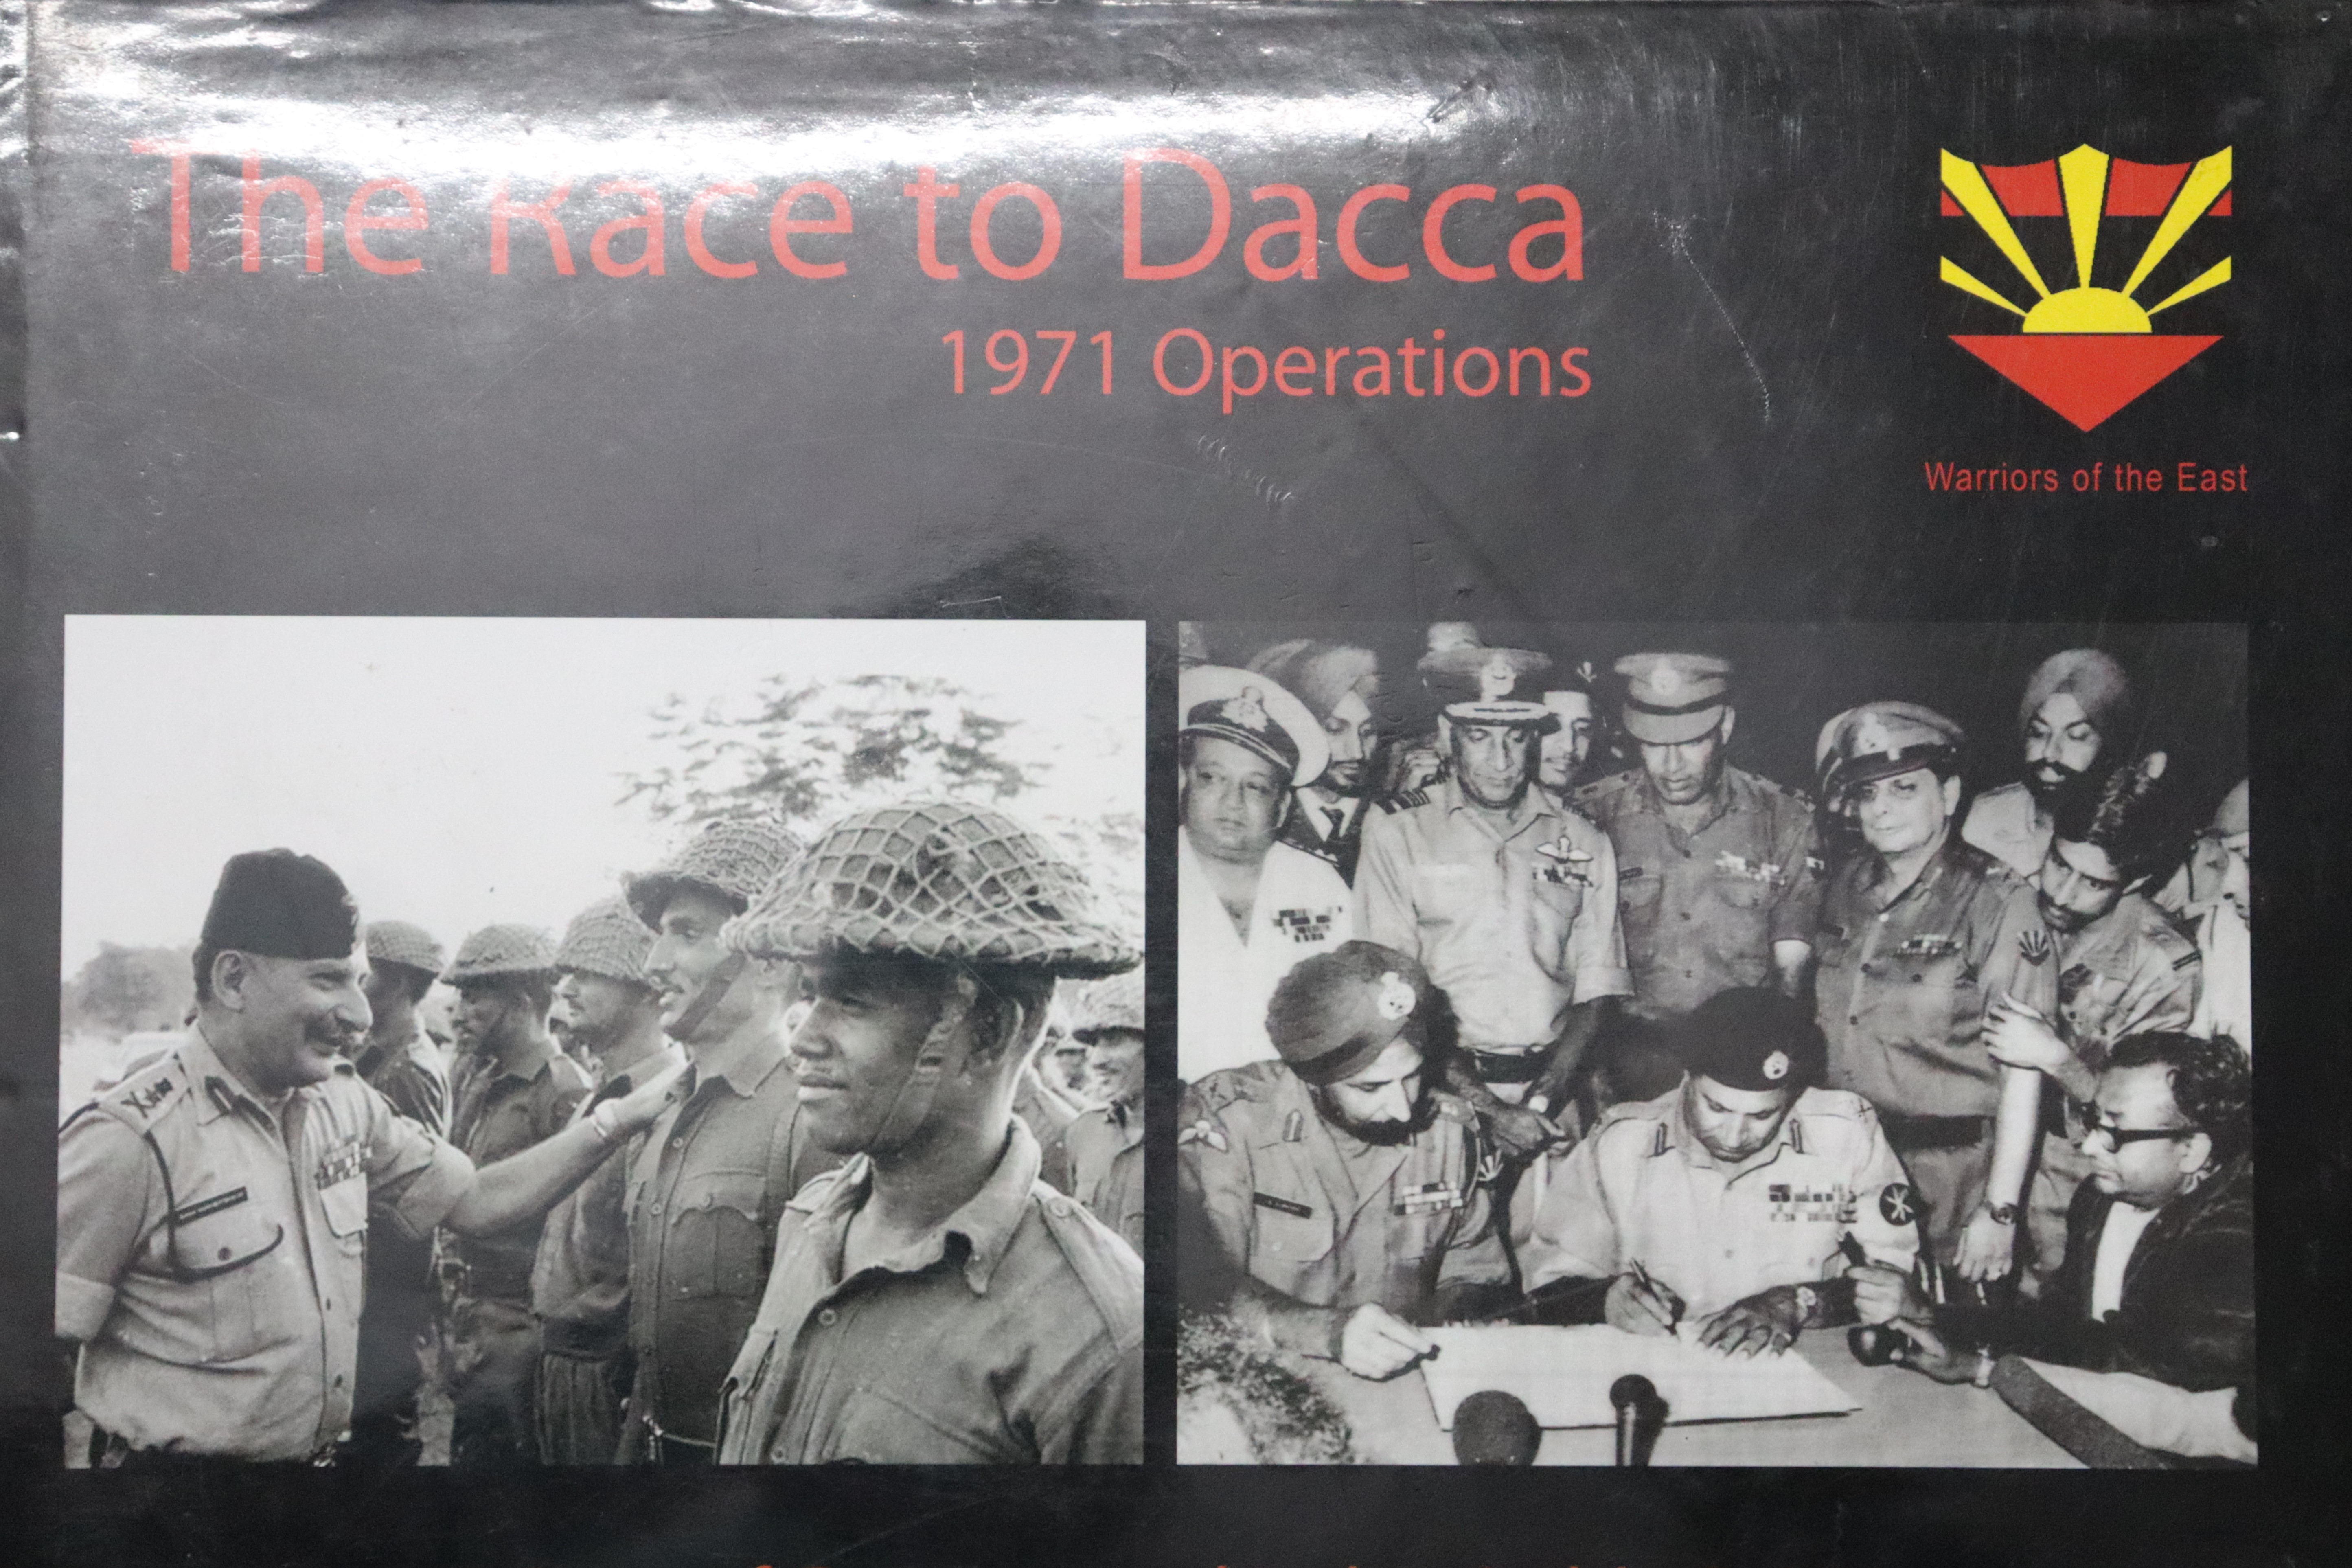 The Race to Dacca
1971 Operations
Warriors of the East